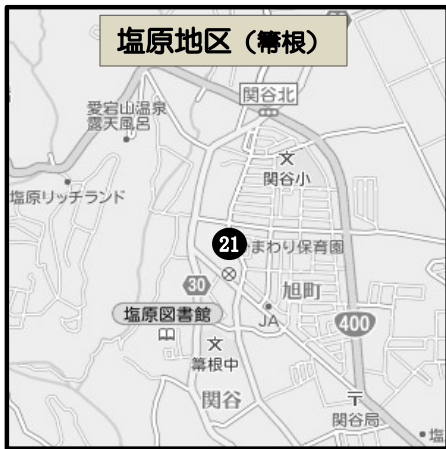 塩原地区（箒根）
関谷北
愛宕山温泉
露天風呂
文
関谷小
塩原リッチランド
21
まわり保育園
30
旭町
塩原図書館
JA
400
文
箒根中
関谷
〒
関谷局
塩